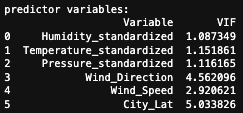 predictor variables:
Variable VIF
0 Humidity_standardized 1.087349
1 Temperature_standardized 1.151861
2 Pressure_standardized 1.116165
3 Wind_Direction 4.562096
4 Wind_Speed 2.920621
5 City_Lat 5.033826